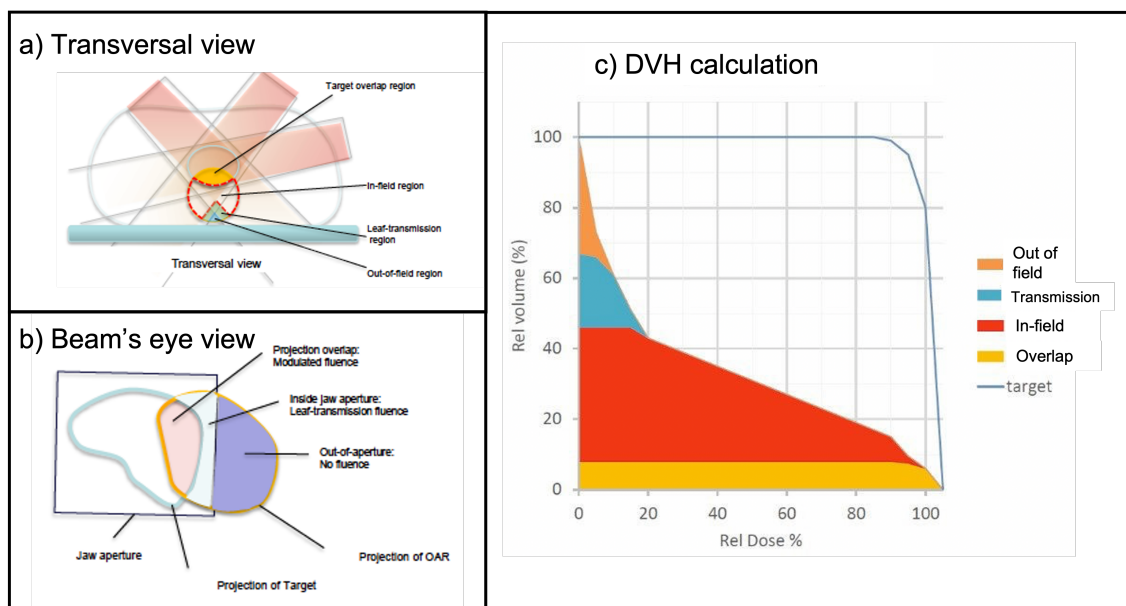 a) Transversal view
Target overlap region
In-field region
Leaf-transmission
region
Transversal view
Out-of-field region
b) Beam's eye view
Projection overlap:
Modulated fluence
Inside jaw aperture:
Leaf-transmission fluence
Out-of-aperture:
No fluence
Jaw aperture
Projection of OAR
Projection of Target
c) DVH calculation
100
80
60
40
20
0
Rel volume (%)
0 20 40 60 80 100
Rel Dose %
Out of
field
Transmission
In-field
Overlap
target